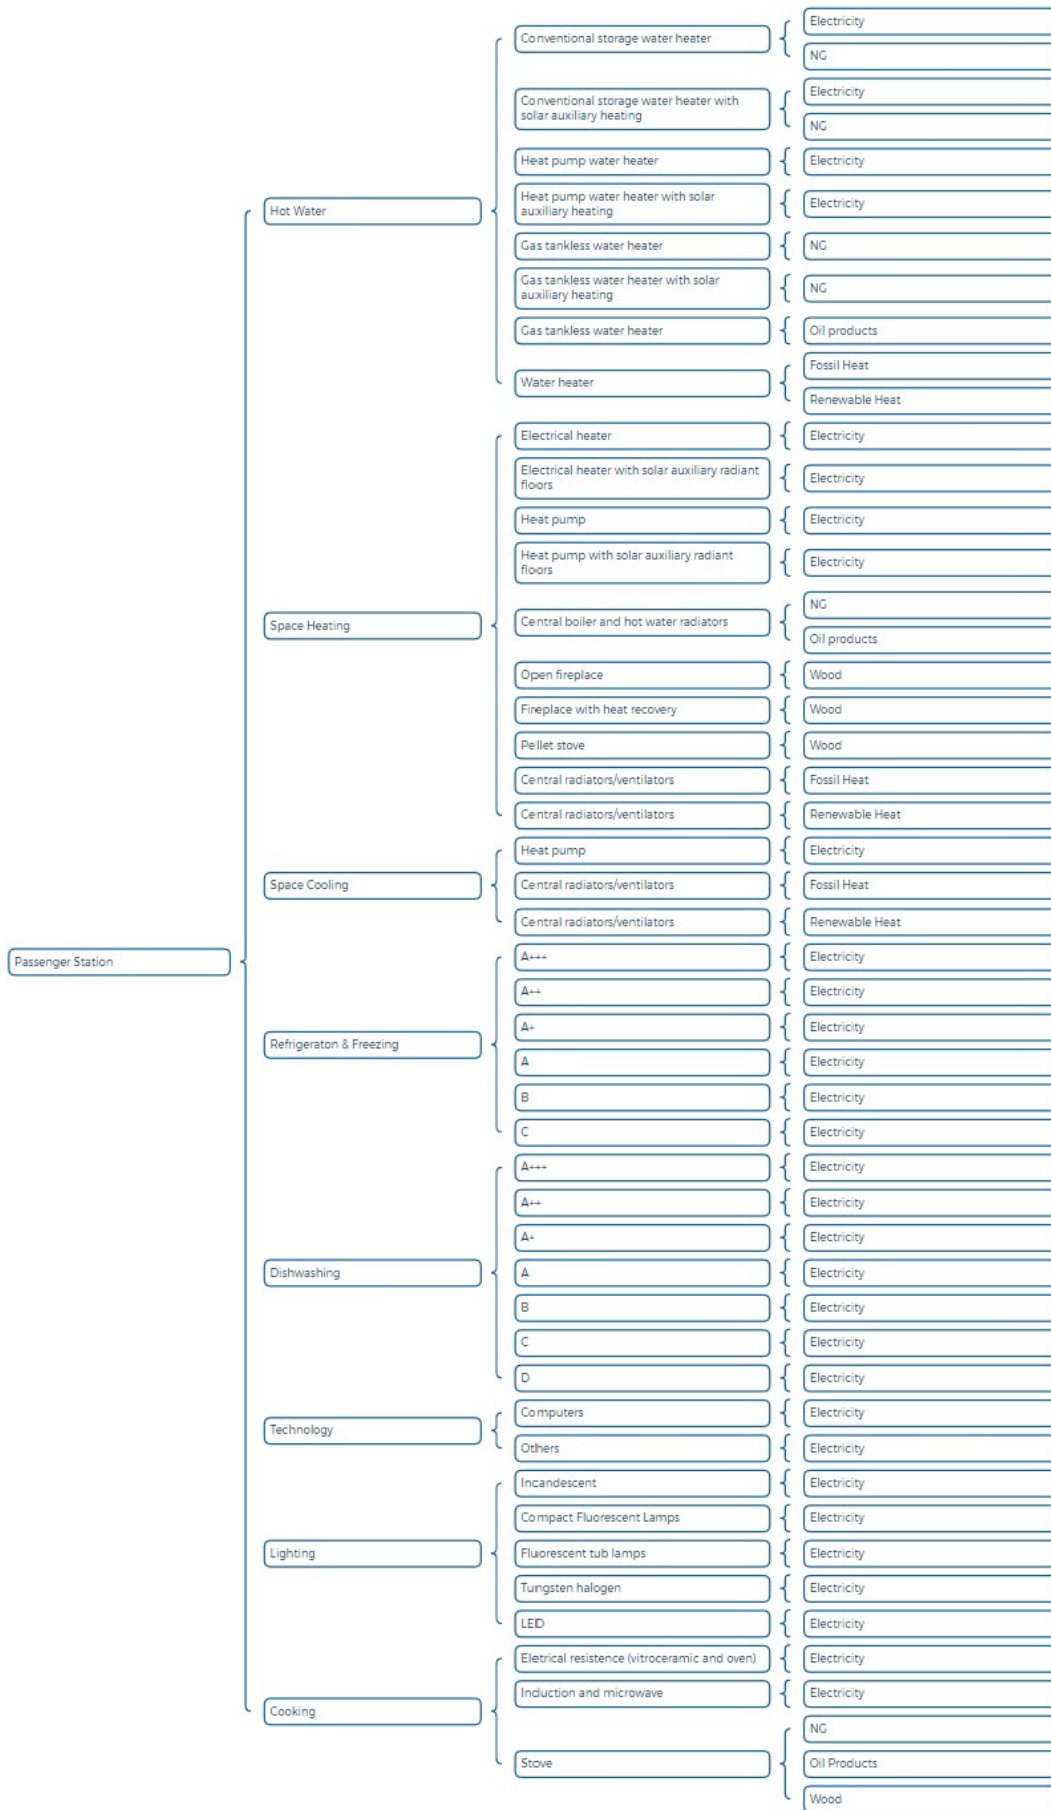 Passenger Station
Hot Water
Conventional storage water heater
Electricity
NG
Conventional storage water heater with
solar auxiliary heating
Electricity
NG
Heat pump water heater
Electricity
Heat pump water heater with solar
auxiliary heating
Electricity
Gas tankless water heater
NG
Gas tankless water heater with solar
auxiliary heating
NG
Gas tankless water heater
Oil products
Water heater
Fossil Heat
Renewable Heat
Space Heating
Electrical heater
Electricity
Electrical heater with solar auxiliary radiant
floors
Electricity
Heat pump
Electricity
Heat pump with solar auxiliary radiant
floors
Electricity
Central boiler and hot water radiators
NG
Oil products
Open fireplace
Wood
Fireplace with heat recovery
Wood
Pellet stove
Wood
Central radiators/ventilators
Fossil Heat
Central radiators/ventilators
Renewable Heat
Space Cooling
Heat pump
Electricity
Central radiators/ventilators
Fossil Heat
Central radiators/ventilators
Renewable Heat
Refrigeraton & Freezing
A+++
Electricity
A++
Electricity
A+
Electricity
A
Electricity
B
Electricity
C
Electricity
Dishwashing
A+++
Electricity
A++
Electricity
A+
Electricity
A
Electricity
B
Electricity
C
Electricity
D
Electricity
Technology
Computers
Electricity
Others
Electricity
Lighting
Incandescent
Electricity
Compact Fluorescent Lamps
Electricity
Fluorescent tub lamps
Electricity
Tungsten halogen
Electricity
LED
Electricity
Cooking
Eletrical resistence (vitroceramic and oven)
Electricity
Induction and microwave
Electricity
Stove
NG
Oil Products
Wood